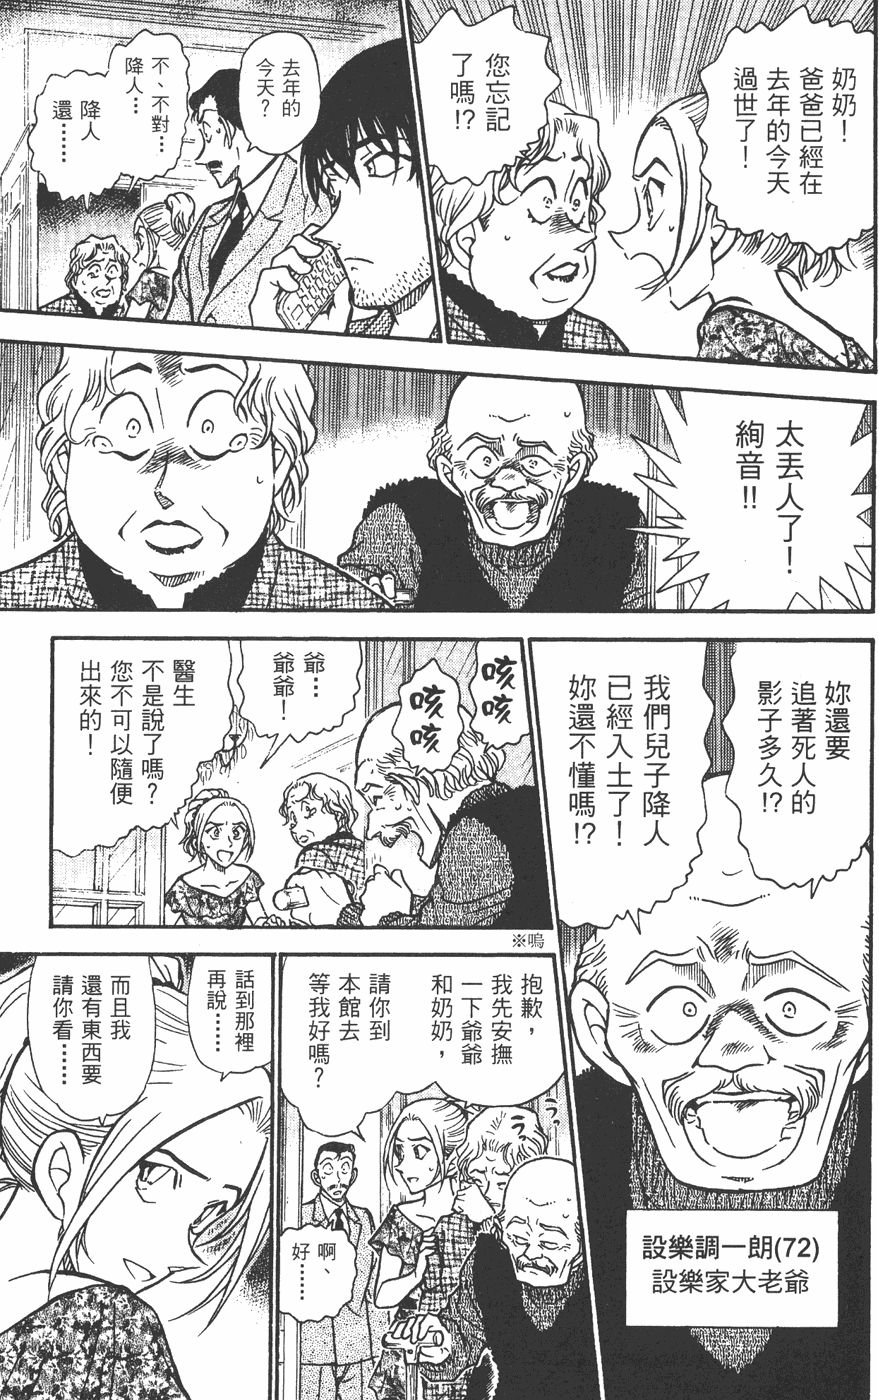 奶奶！
爸爸已經在
去年的今天
過世了！
您忘記
了嗎!?
去年的
今天？
不、不對…
降人…
降人
還……
太丟人了！
絢音!!
妳還要
追著死人的
影子多久!?
我們兒子降人
已經入土了！
妳還不懂嗎!?
設樂調一朗(72)
設樂家大老爺
咳咳
咳咳
爺…
爺爺！
醫生
不是說了嗎？
您不可以隨便
出來的！
※嗚
抱歉，
我先安撫
一下爺爺
和奶奶，
請你到
本館去
等我好嗎？
う
う
啊、
好……
話到那裡
再說……
而且我
還有東西要
請你看……